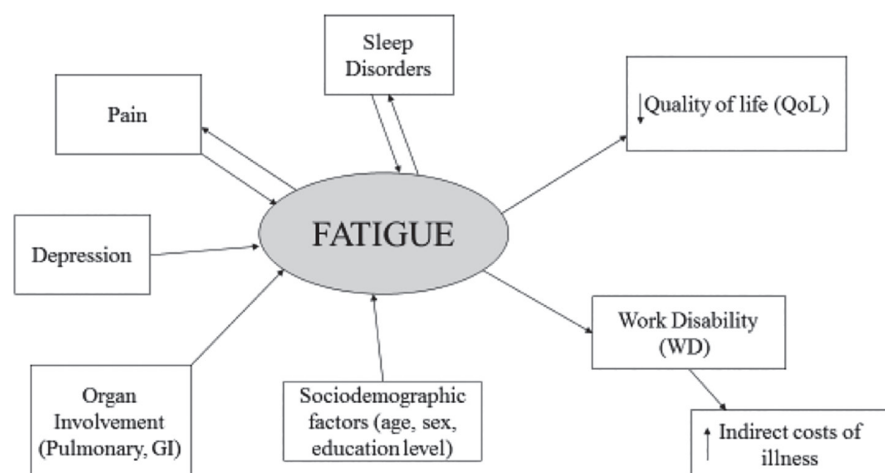 Sleep
Disorders
Pain
↓Quality of life (QoL)
FATIGUE
Depression
Work Disability
(WD)
Organ
Involvement
(Pulmonary, GI)
Sociodemographic
factors (age, sex,
education level)
↑ Indirect costs of
illness